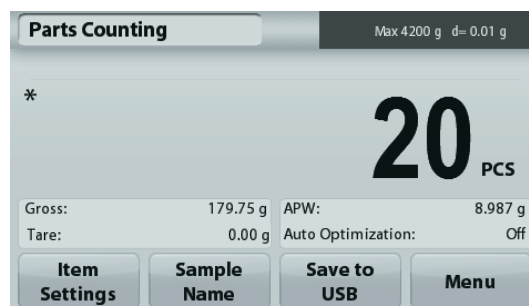 Parts Counting
Max 4200 g d= 0.01 g
*
20 PCS
Gross: 179.75 g APW: 8.987 g
Tare: 0.00 g Auto Optimization: Off
Item Settings
Sample Name
Save to USB
Menu